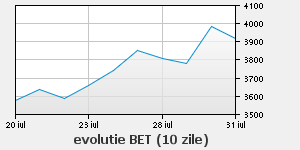 4100
4000
3900
3800
3700
3600
3500
20 iul
23 iul
28 iul
31 iul
evolutie BET (10 zile)